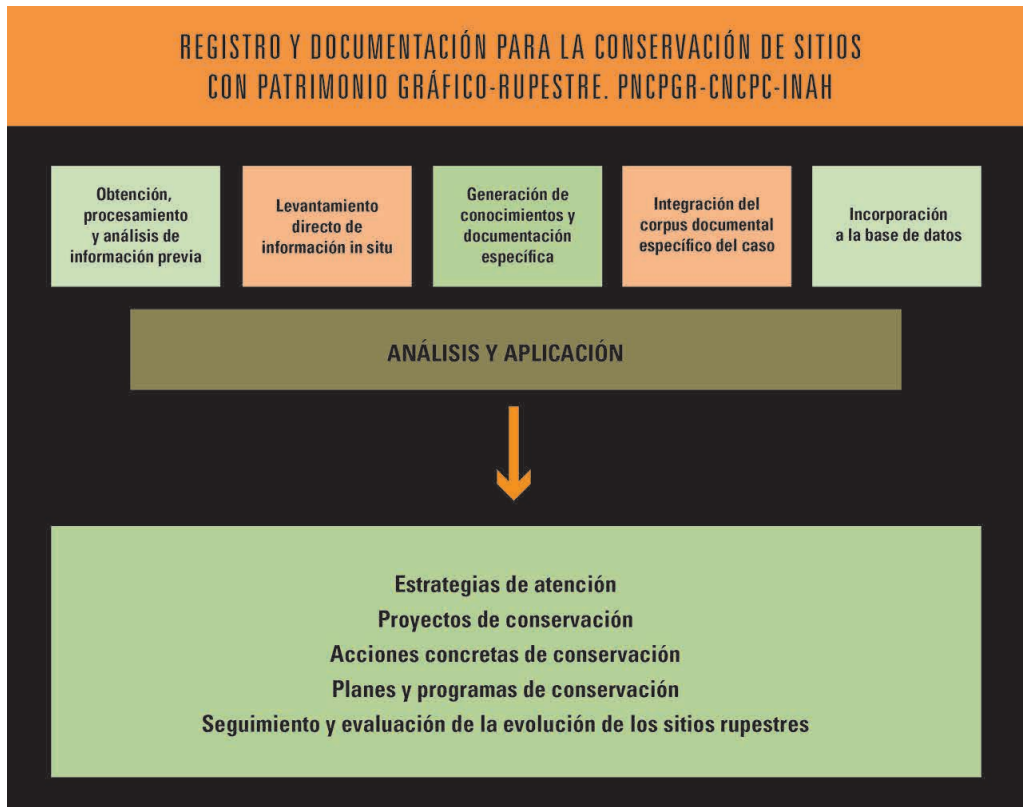 REGISTRO Y DOCUMENTACIÓN PARA LA CONSERVACIÓN DE SITIOS
CON PATRIMONIO GRÁFICO-RUPESTRE. PNCPGR-CNCPC-INAH
Obtención,
procesamiento
y análisis de
información previa
Levantamiento
directo de
información in situ
Generación de
conocimientos y
documentación
específica
Integración del
corpus documental
específico del caso
Incorporación
a la base de datos
ANÁLISIS Y APLICACIÓN
Estrategias de atención
Proyectos de conservación
Acciones concretas de conservación
Planes y programas de conservación
Seguimiento y evaluación de la evolución de los sitios rupestres